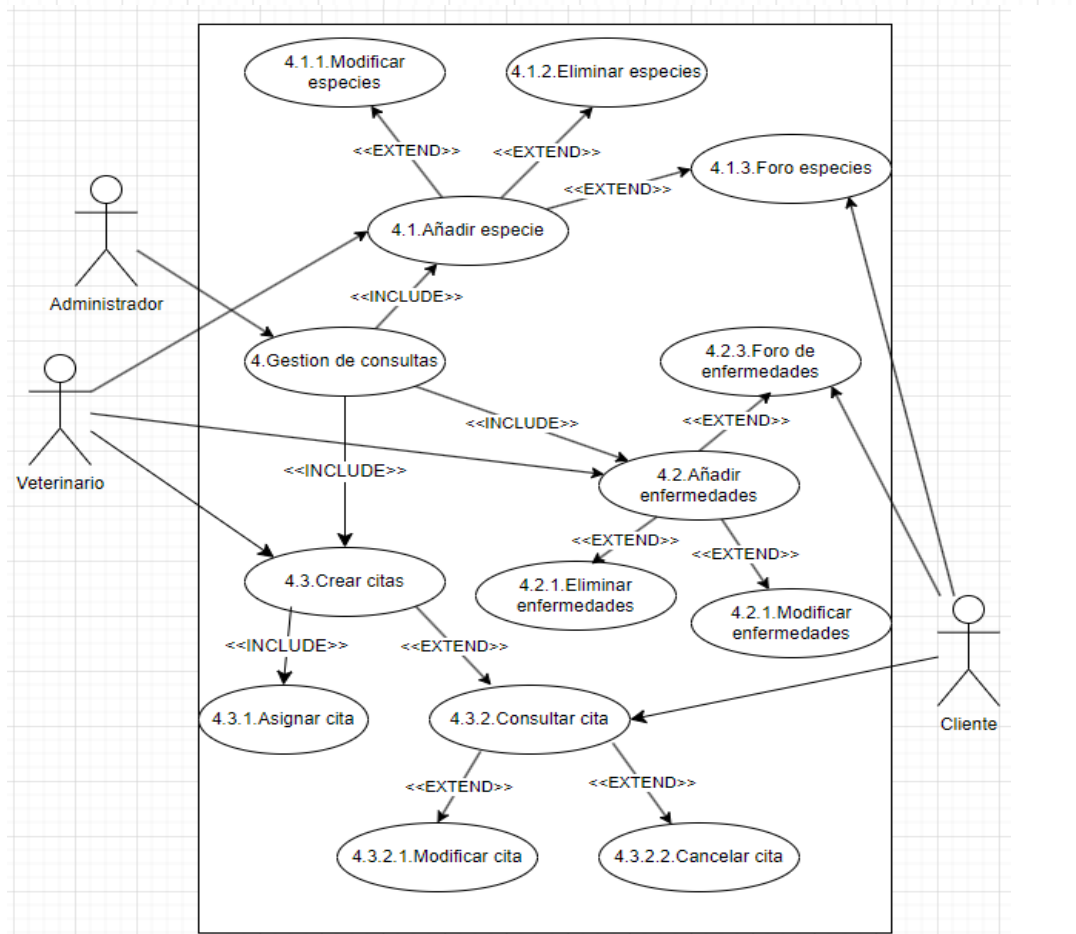 4.1.1.Modificar
especies
4.1.2.Eliminar especies
<<EXTEND>>
<<EXTEND>>
4.1.3.Foro especies
<<EXTEND>>
4.1.Añadir especie
Administrador
<<INCLUDE>>
4.Gestion de consultas
4.2.3.Foro de
enfermedades
<<INCLUDE>>
<<EXTEND>>
Veterinario
<<INCLUDE>>
4.2.Añadir
enfermedades
<<EXTEND>>
<<EXTEND>>
4.3.Crear citas
4.2.1.Eliminar
enfermedades
4.2.1.Modificar
enfermedades
<<INCLUDE>>
<<EXTEND>>
4.3.1.Asignar cita
4.3.2.Consultar cita
Cliente
<<EXTEND>>
<<EXTEND>>
4.3.2.1.Modificar cita
4.3.2.2.Cancelar cita